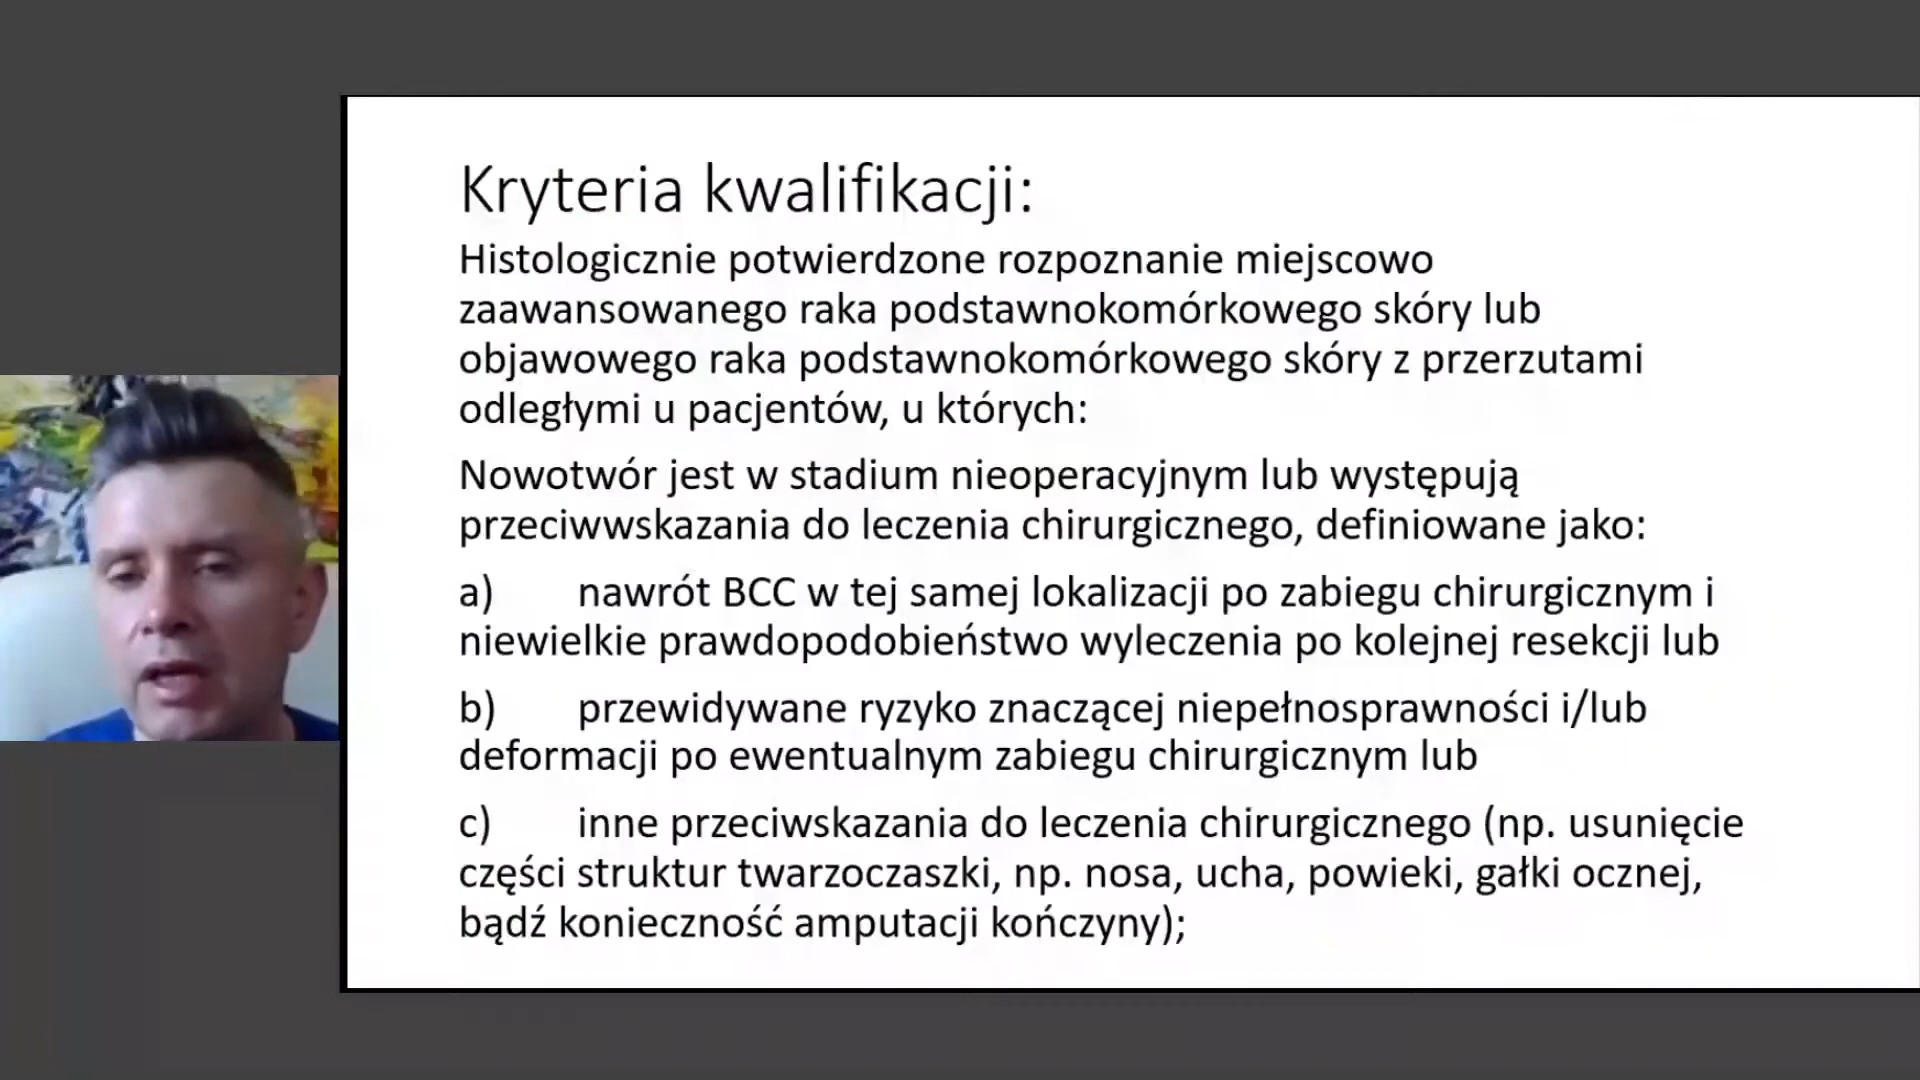 Kryteria kwalifikacji:
Histologicznie potwierdzone rozpoznanie miejscowo
zaawansowanego raka podstawnokomórkowego skóry lub
objawowego raka podstawnokomórkowego skóry z przerzutami
odległymi u pacjentów, u których:
Nowotwór jest w stadium nieoperacyjnym lub występują
przeciwwskazania do leczenia chirurgicznego, definiowane jako:
a) nawrót BCC w tej samej lokalizacji po zabiegu chirurgicznym i
niewielkie prawdopodobieństwo wyleczenia po kolejnej resekcji lub
b) przewidywane ryzyko znaczącej niepełnosprawności i/lub
deformacji po ewentualnym zabiegu chirurgicznym lub
c) inne przeciwskazania do leczenia chirurgicznego (np. usunięcie
części struktur twarzoczaszki, np. nosa, ucha, powieki, gałki ocznej,
bądź konieczność amputacji kończyny);